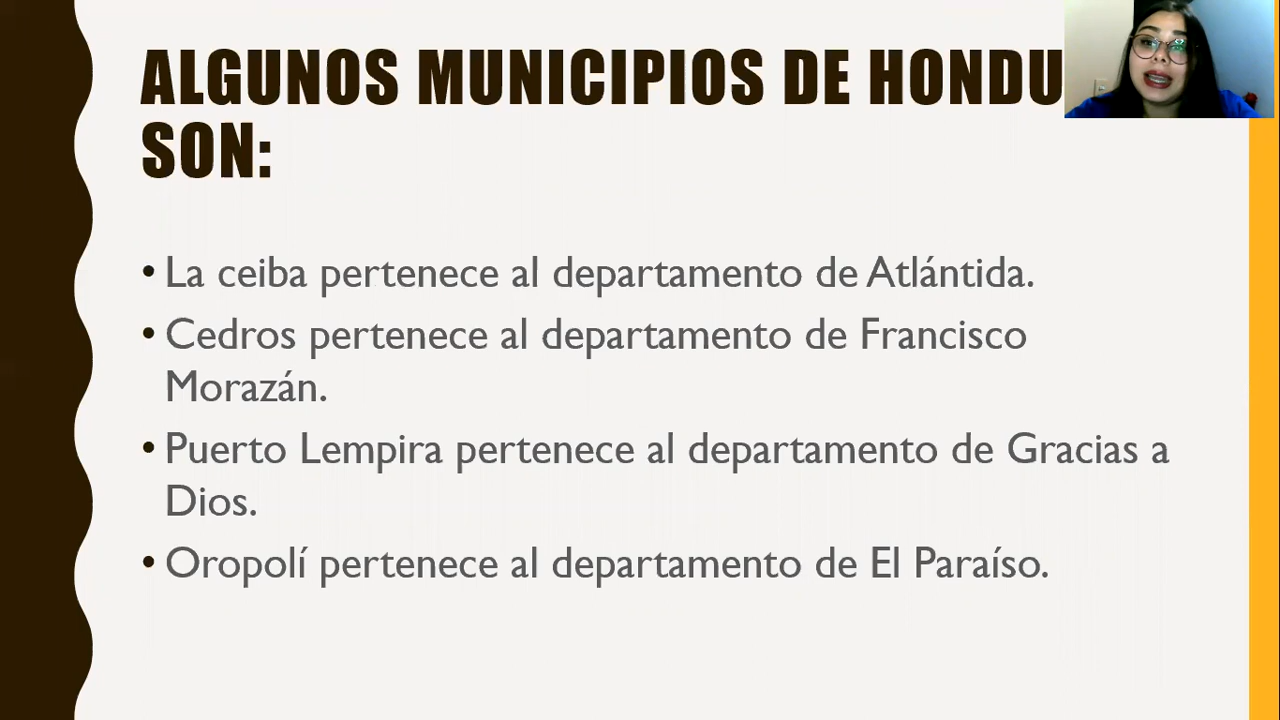 ALGUNOS MUNICIPIOS DE HONDU
SON:
• La ceiba pertenece al departamento de Atlántida.
• Cedros pertenece al departamento de Francisco
Morazán.
• Puerto Lempira pertenece al departamento de Gracias a
Dios.
• Oropolí pertenece al departamento de El Paraíso.